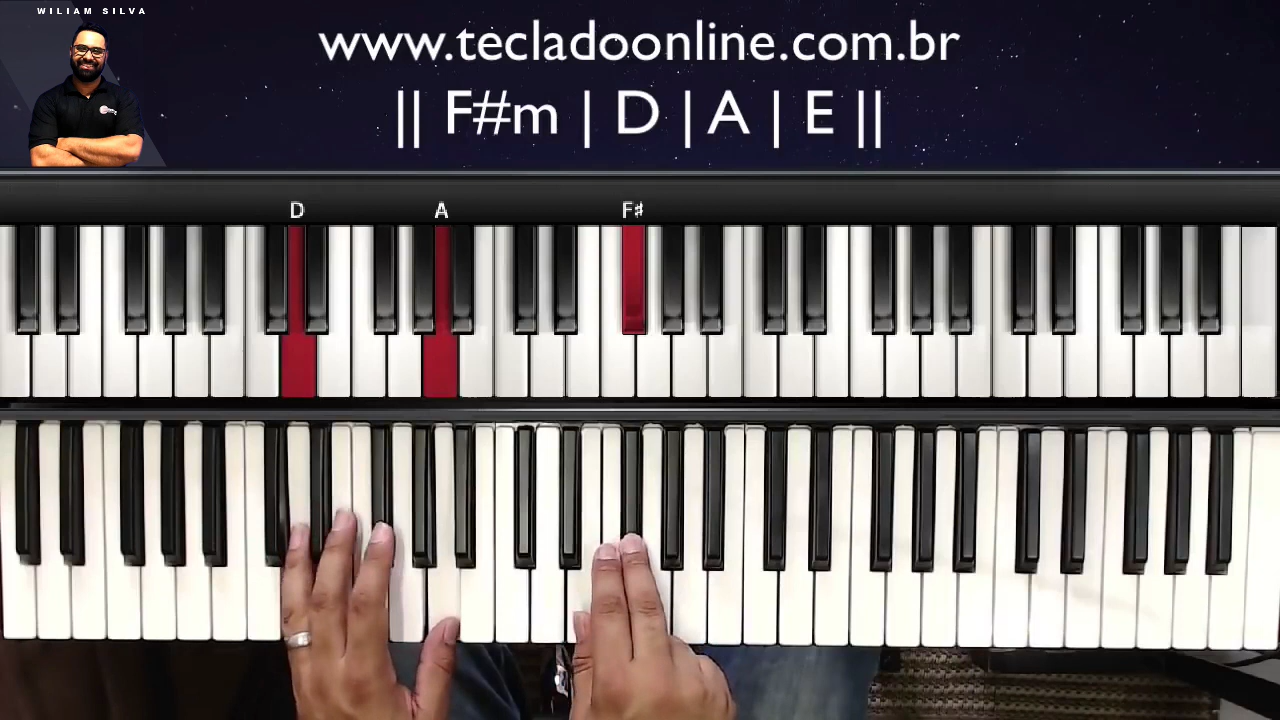 WILIAM SILVA
www.tecladoonline.com.br
|| F#m | D | A | E ||
D A F♯